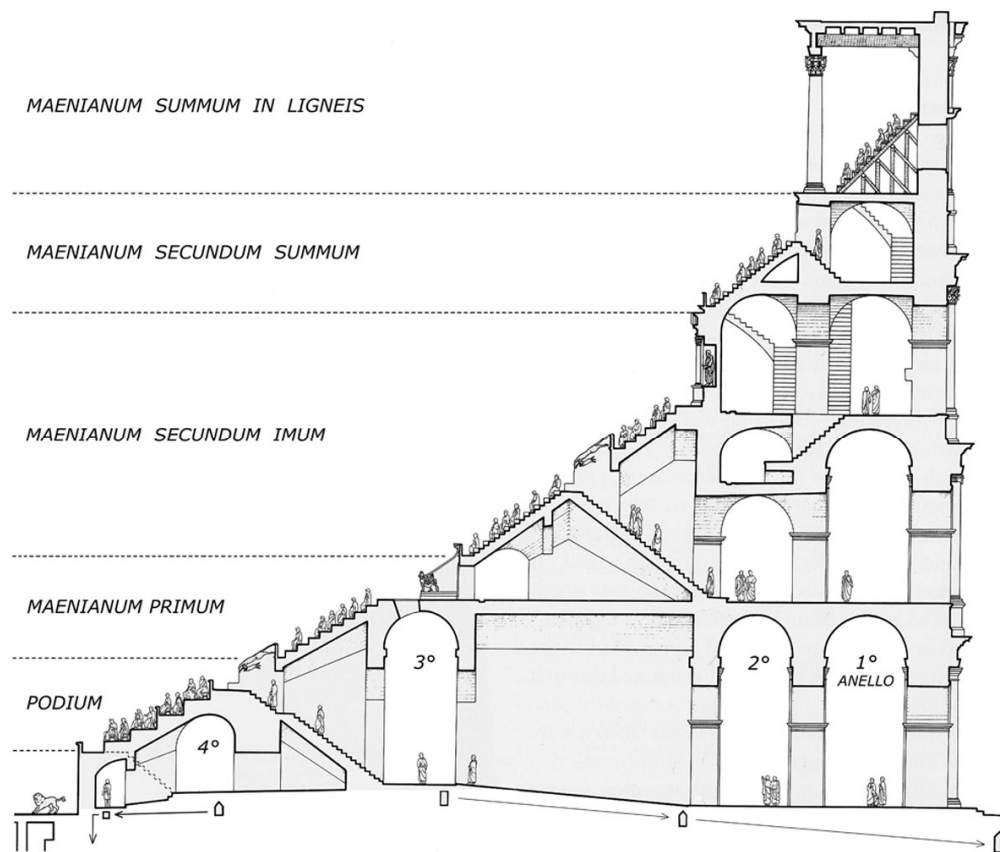 MAENIANUM SUMMUM IN LIGNEIS
MAENIANUM SECUNDUM SUMMUM
MAENIANUM SECUNDUM IMUM
MAENIANUM PRIMUM
PODIUM
3°
2°
1°
ANELLO
4°